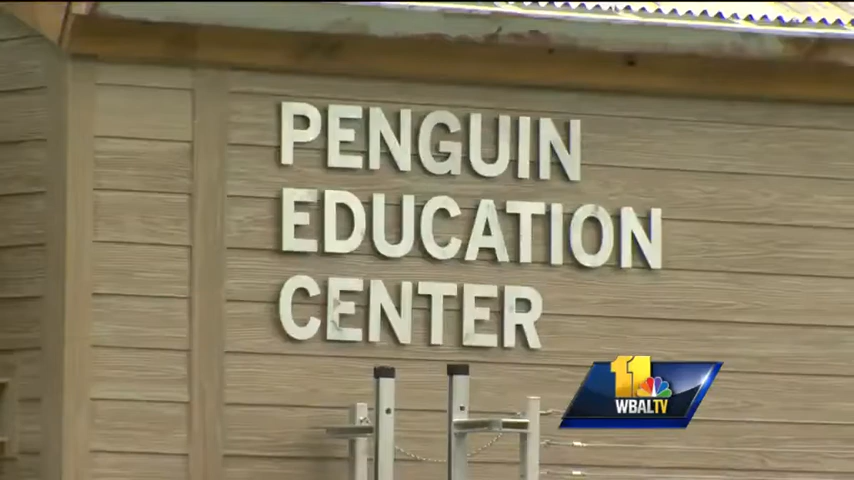 PENGUIN
EDUCATION
CENTER
11
WBALTV